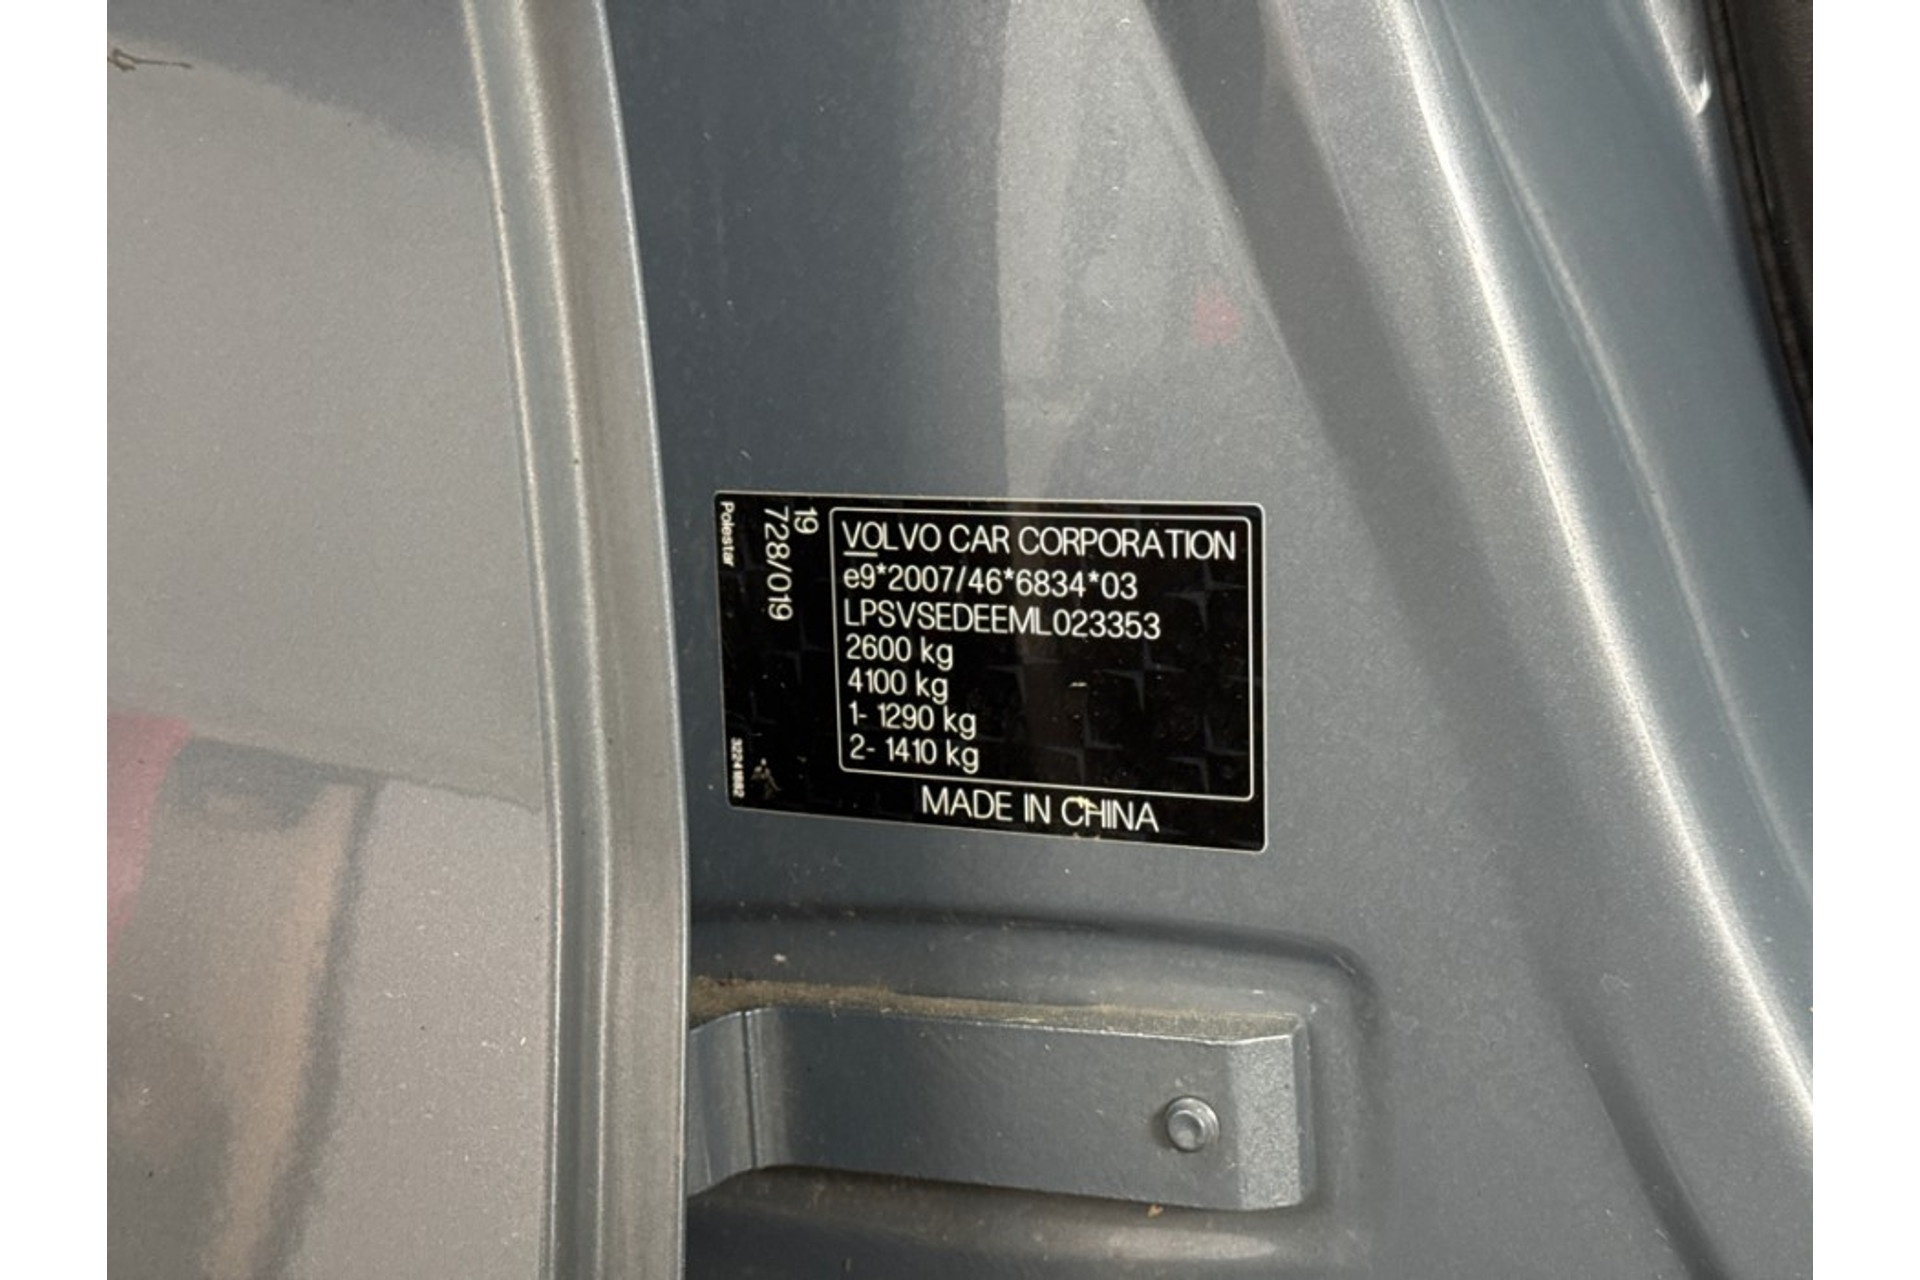 VOLVO CAR CORPORATION
e9*2007/46*6834*03
LPSVSEDEEML023353
2600 kg
4100 kg
1- 1290 kg
2- 1410 kg
MADE IN CHINA
19
728/019
Polestar
32241882